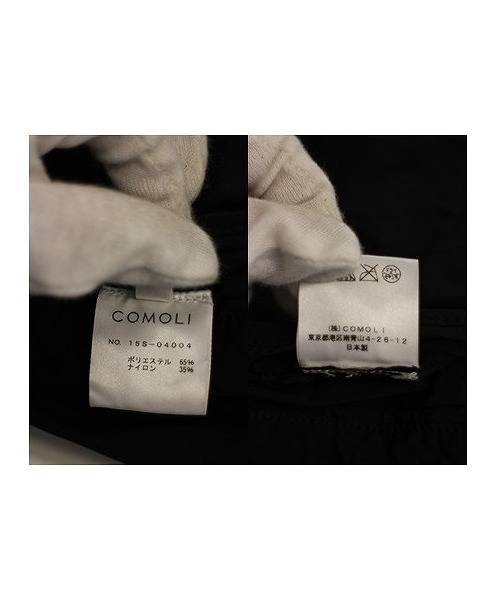 COMOLI
NO. 15S-04004
ポリエステル 65%
ナイロン 35%
(株)COMOLI
東京都港区南青山4-26-12
日本製